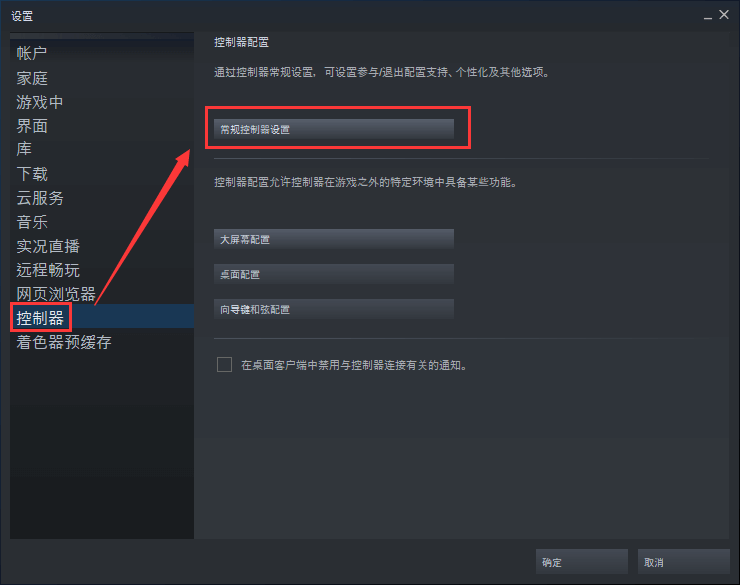 设置
帐户
家庭
游戏中
界面
库
下载
云服务
音乐
实况直播
远程畅玩
网页浏览器
控制器
着色器预缓存
控制器配置
通过控制器常规设置，可设置参与/退出配置支持、个性化及其他选项。
常规控制器设置
控制器配置允许控制器在游戏之外的特定环境中具备某些功能。
大屏幕配置
桌面配置
向导键和弦配置
在桌面客户端中禁用与控制器连接有关的通知。
确定
取消